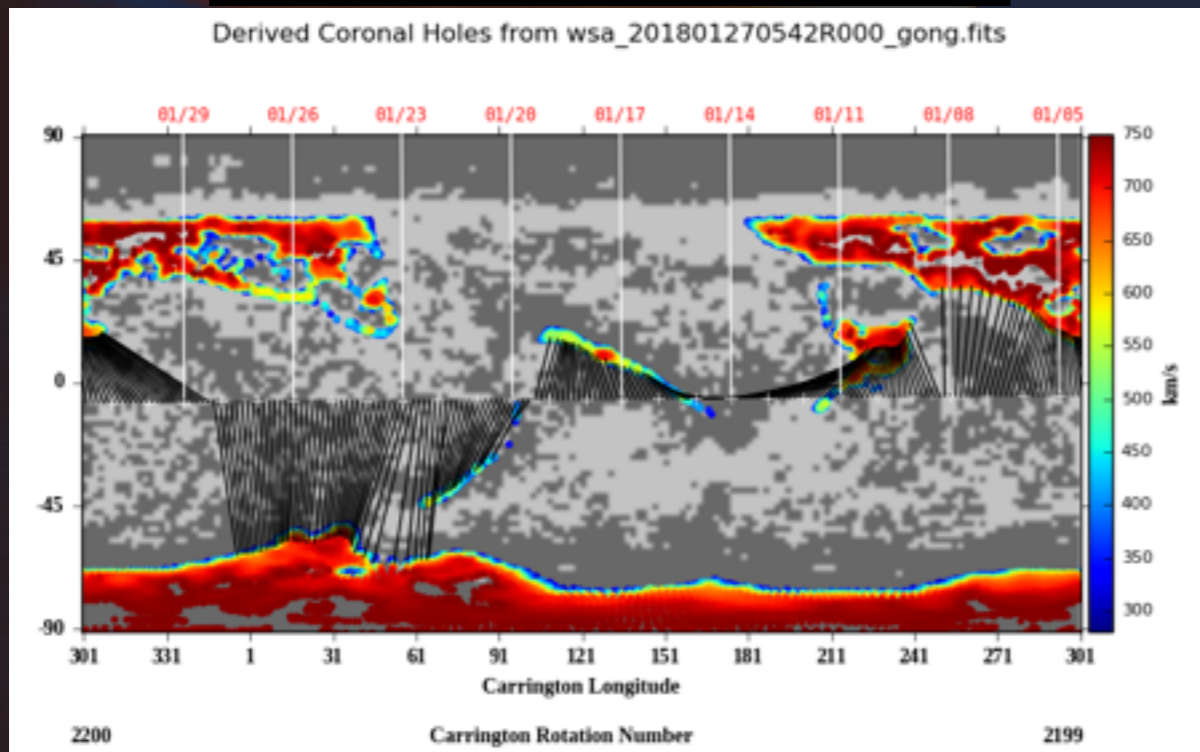 Derived Coronal Holes from wsa_201801270542R000_gong.fits
01/29 01/26 01/23 01/20 01/17 01/14 01/11 01/08 01/05
90
45
0
-45
-90
750
700
650
600
550
500
450
400
350
300
km/s
301 331 1 31 61 91 121 151 181 211 241 271 301
Carrington Longitude
2200 Carrington Rotation Number 2199